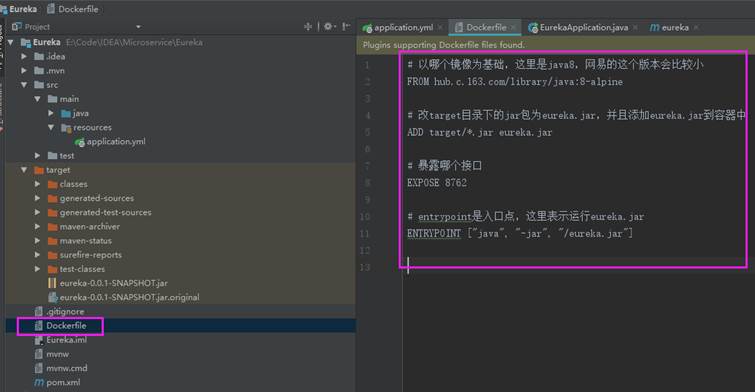 Eureka Dockerfile
Project
Eureka E:\Code\IDEA\Microservice\Eureka
.idea
.mvn
src
main
java
resources
application.yml
test
target
classes
generated-sources
generated-test-sources
maven-archiver
maven-status
surefire-reports
test-classes
eureka-0.0.1-SNAPSHOT.jar
eureka-0.0.1-SNAPSHOT.jar.original
.gitignore
Dockerfile
Eureka.iml
mvnw
mvnw.cmd
pom.xml
application.yml Dockerfile EurekaApplication.java eureka
Plugins supporting Dockerfile files found.
1 # 以哪个镜像为基础，这里是java8，网易的这个版本会比较小
2 FROM hub.c.163.com/library/java:8-alpine
3
4 # 改target目录下的jar包为eureka.jar，并且添加eureka.jar到容器中
5 ADD target/*.jar eureka.jar
6
7 # 暴露哪个接口
8 EXPOSE 8762
9
10 # entrypoint是入口点，这里表示运行eureka.jar
11 ENTRYPOINT ["java", "-jar", "/eureka.jar"]
12
13